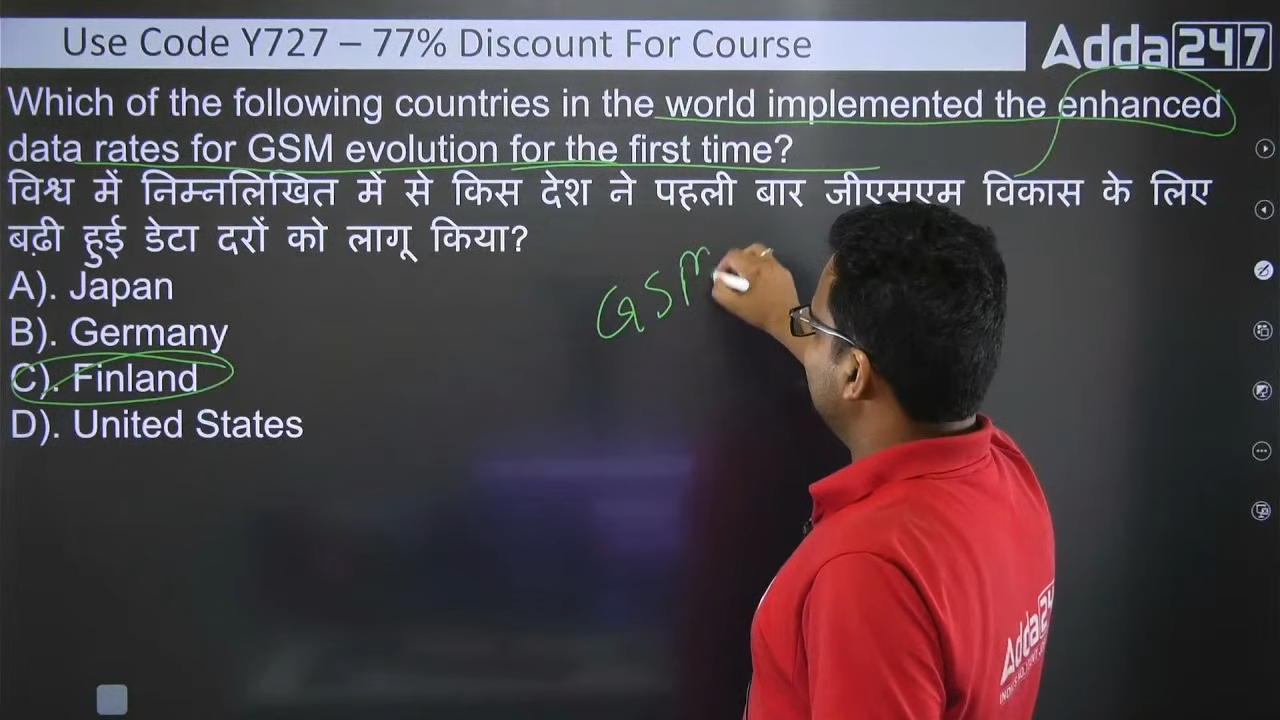 Use Code Y727 – 77% Discount For Course
Adda247
Which of the following countries in the world implemented the enhanced
data rates for GSM evolution for the first time?
विश्व में निम्नलिखित में से किस देश ने पहली बार जीएसएम विकास के लिए
बढ़ी हुई डेटा दरों को लागू किया?
A). Japan
B). Germany
C). Finland
D). United States
GSM
Adda24